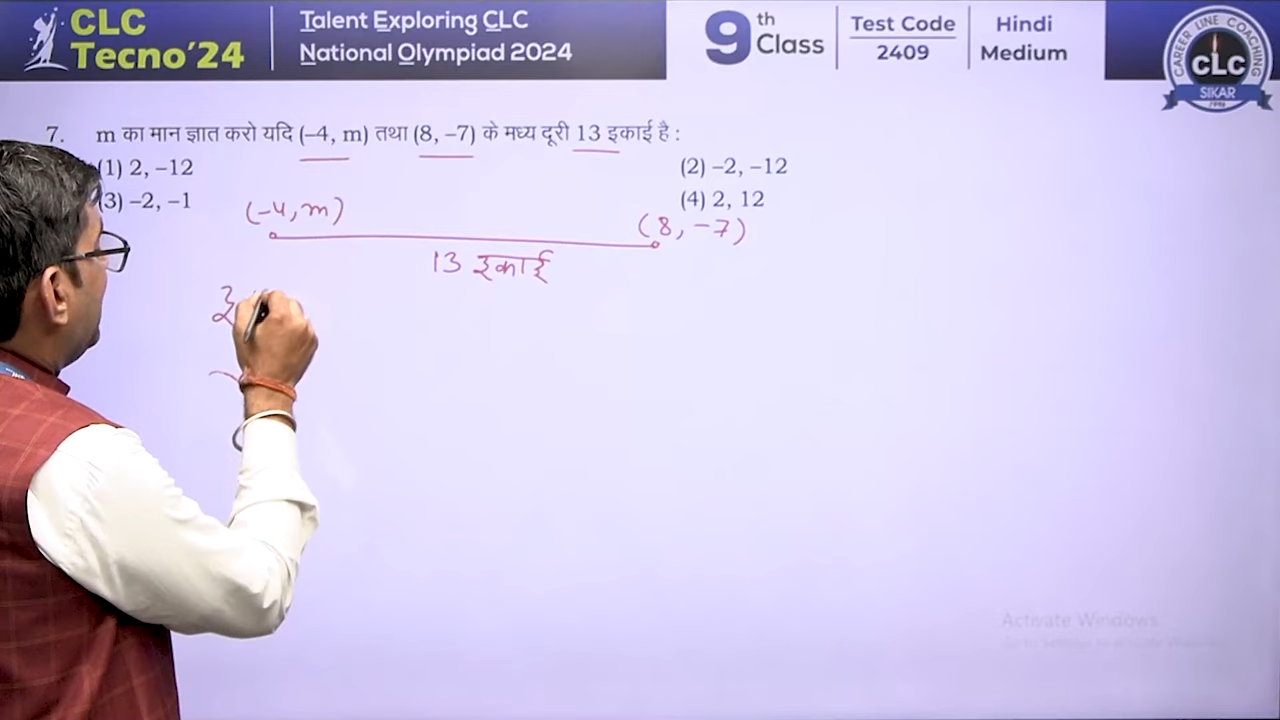 CLC
Tecno'24
Talent Exploring CLC
National Olympiad 2024
9th Class
Test Code
2409
Hindi
Medium
CAREER LINE COACHING
CLC
SIKAR
7. m का मान ज्ञात करो यदि (–4, m) तथा (8, –7) के मध्य दूरी 13 इकाई है :
(1) 2, –12
(2) –2, –12
(3) –2, –1
(4) 2, 12
(-4, m)
(8, -7)
13 इकाई
Activate Windows